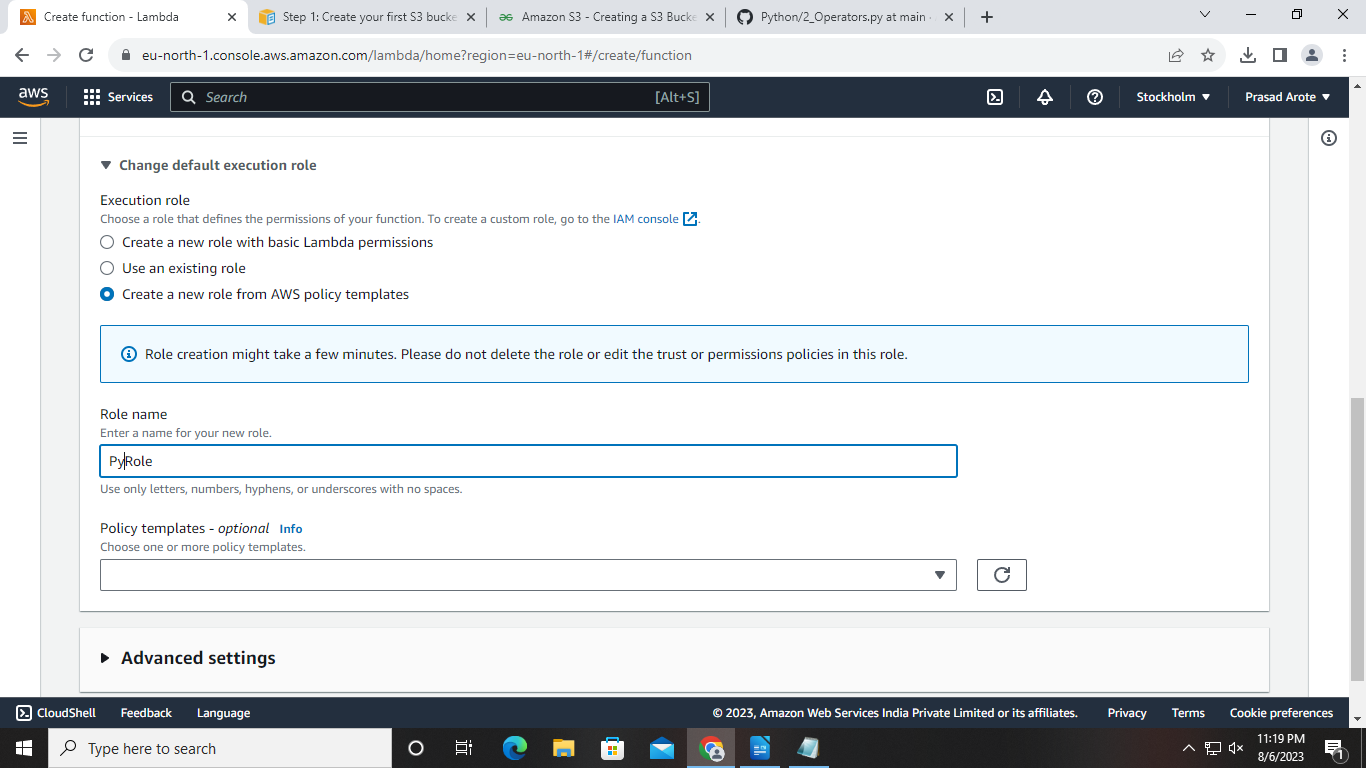 Create function - Lambda
Step 1: Create your first S3 bucke
Amazon S3 - Creating a S3 Bucke
Python/2_Operators.py at main
eu-north-1.console.aws.amazon.com/lambda/home?region=eu-north-1#/create/function
aws
Services
Search
[Alt+S]
Stockholm
Prasad Arote
Change default execution role
Execution role
Choose a role that defines the permissions of your function. To create a custom role, go to the IAM console.
Create a new role with basic Lambda permissions
Use an existing role
Create a new role from AWS policy templates
Role creation might take a few minutes. Please do not delete the role or edit the trust or permissions policies in this role.
Role name
Enter a name for your new role.
PyRole
Use only letters, numbers, hyphens, or underscores with no spaces.
Policy templates - optional Info
Choose one or more policy templates.
Advanced settings
CloudShell Feedback Language © 2023, Amazon Web Services India Private Limited or its affiliates. Privacy Terms Cookie preferences
Type here to search
11:19 PM
8/6/2023
1